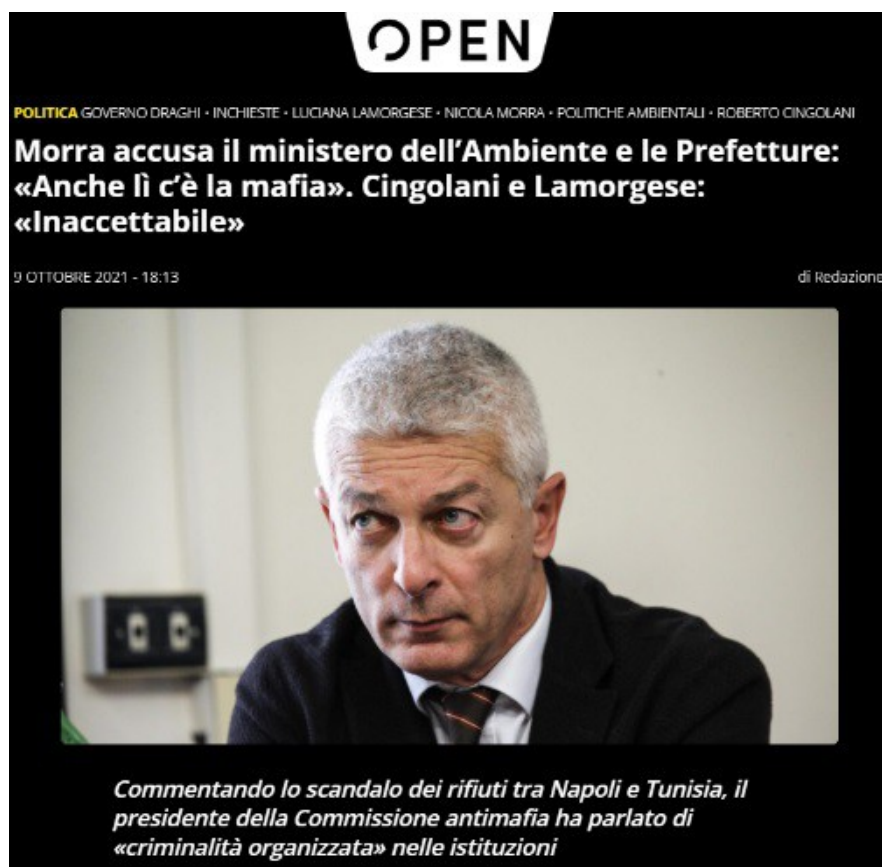 OPEN
POLITICA GOVERNO DRAGHI • INCHIESTE • LUCIANA LAMORGESE • NICOLA MORRA • POLITICHE AMBIENTALI • ROBERTO CINGOLANI
Morra accusa il ministero dell’Ambiente e le Prefetture:
«Anche lì c’è la mafia». Cingolani e Lamorgese:
«Inaccettabile»
9 OTTOBRE 2021 - 18:13
di Redazione
Commentando lo scandalo dei rifiuti tra Napoli e Tunisia, il
presidente della Commissione antimafia ha parlato di
«criminalità organizzata» nelle istituzioni